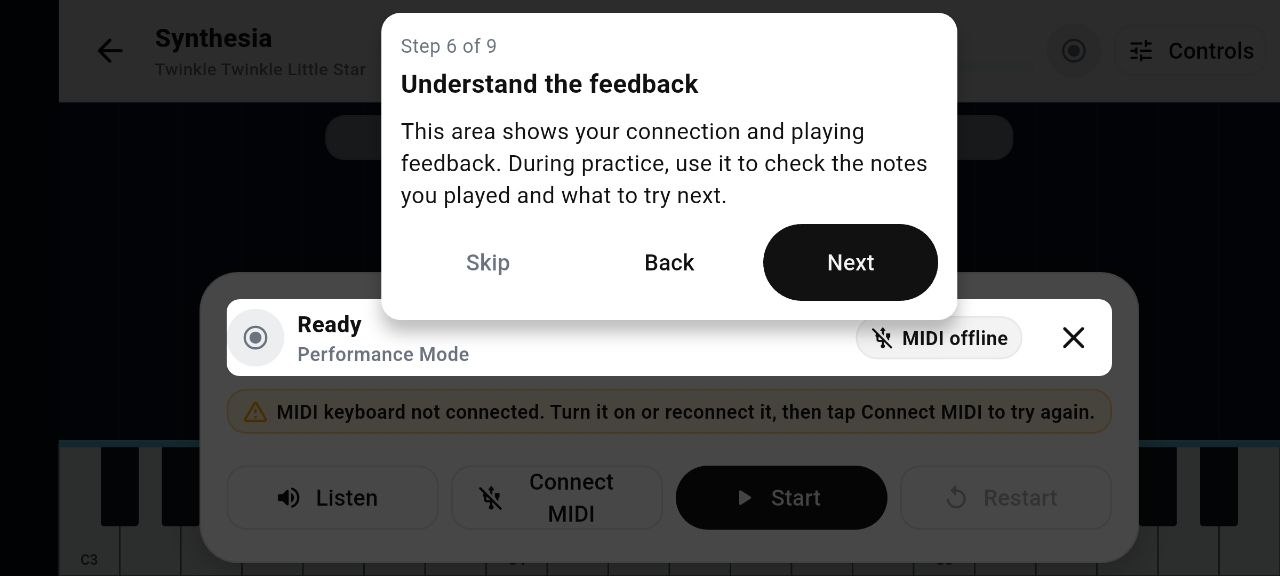 Synthesia
Twinkle Twinkle Little Star
Controls
Step 6 of 9
Understand the feedback
This area shows your connection and playing
feedback. During practice, use it to check the notes
you played and what to try next.
Skip
Back
Next
Ready
Performance Mode
MIDI offline
MIDI keyboard not connected. Turn it on or reconnect it, then tap Connect MIDI to try again.
Listen
Connect
MIDI
Start
Restart
C3